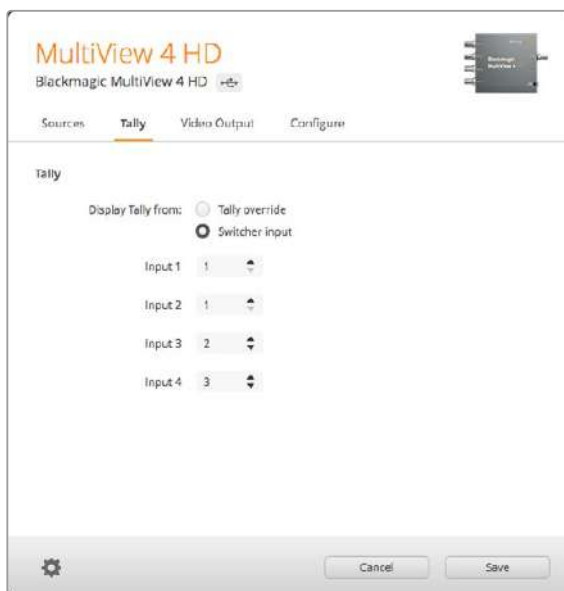 MultiView 4 HD
Blackmagic MultiView 4 HD
Sources Tally Video Output Configure
Tally
Display Tally from: Tally override
Switcher input
Input 1 1
Input 2 1
Input 3 2
Input 4 3
Cancel Save